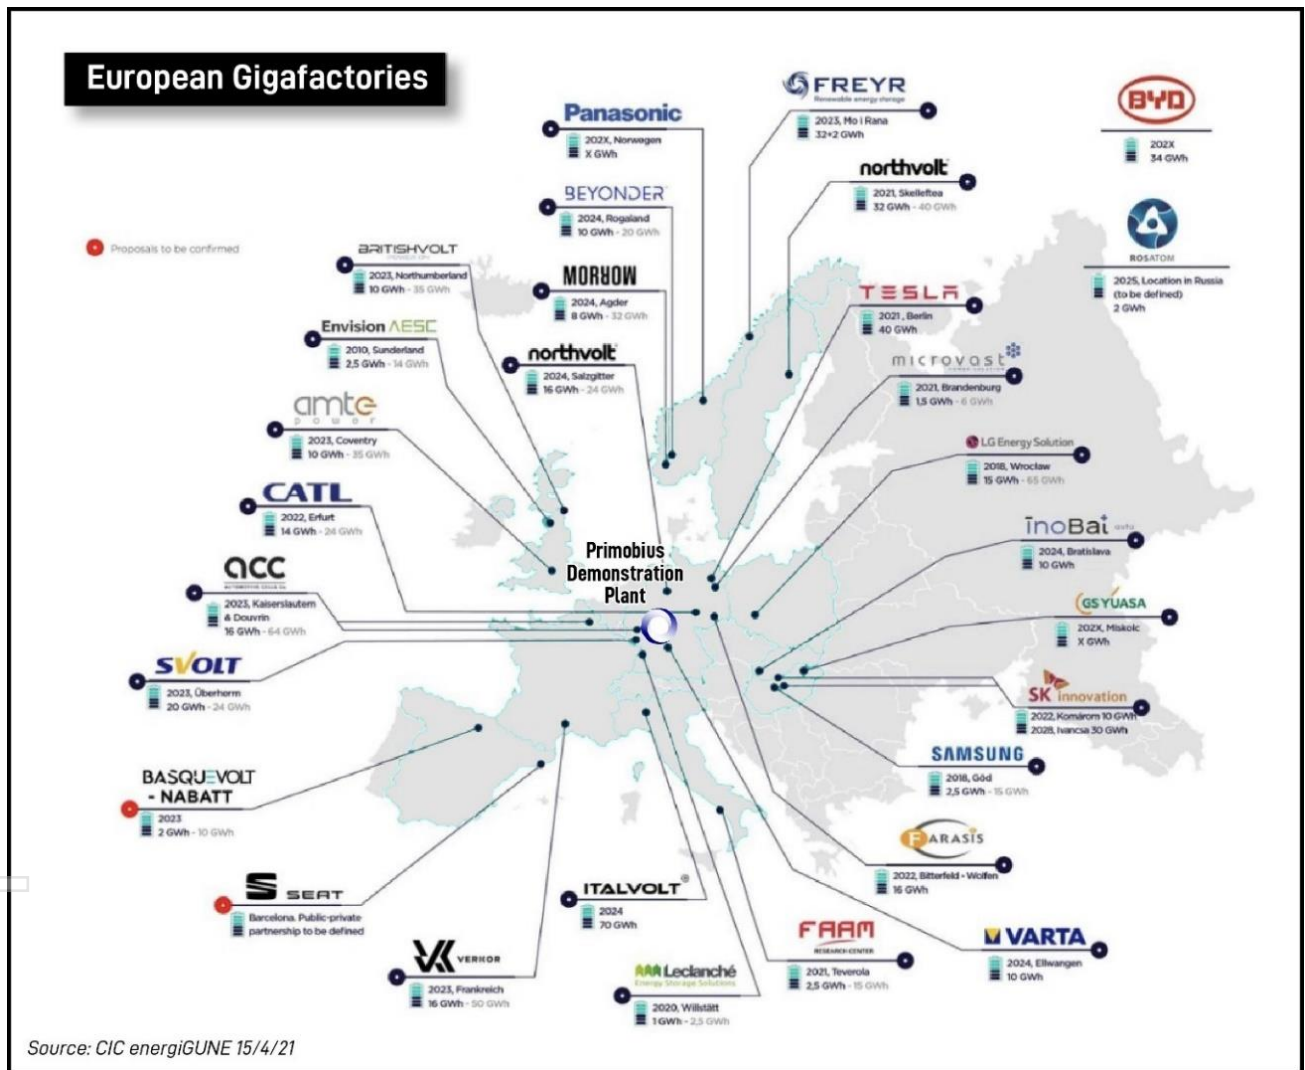 European Gigafactories
Proposals to be confirmed
Panasonic
202X, Norwegen
X GWh
BEYONDER
2024, Rogaland
10 GWh - 20 GWh
BRITISHVOLT
2023, Northumberland
10 GWh - 35 GWh
MORROW
2024, Agder
8 GWh - 32 GWh
Envision AESC
2010, Sunderland
2,5 GWh - 14 GWh
northvolt
2024, Salzgitter
16 GWh - 24 GWh
amte
power
2023, Coventry
10 GWh - 35 GWh
CATL
2022, Erfurt
14 GWh - 24 GWh
acc
AUTOMOTIVE CELLS Co
2023, Kaiserslautern
& Douvrin
16 GWh - 64 GWh
SVOLT
2023, Überherrn
20 GWh - 24 GWh
BASQUEVOLT
- NABATT
2023
2 GWh - 10 GWh
SEAT
Barcelona. Public-private
partnership to be defined
VERKOR
2023, Frankreich
16 GWh - 50 GWh
ITALVOLT
2024
70 GWh
Leclanché
Energy Storage Solutions
2020, Willstätt
1 GWh - 2,5 GWh
FAAM
RESEARCH CENTER
2021, Teverola
2,5 GWh - 15 GWh
VARTA
2024, Ellwangen
10 GWh
FARASIS
2022, Bitterfeld - Wolfen
16 GWh
SAMSUNG
2018, Göd
2,5 GWh - 15 GWh
SK innovation
2022, Komárom 10 GWh
2028, Ivancsa 30 GWh
GS YUASA
202X, Miskolc
X GWh
inoBat auto
2024, Bratislava
10 GWh
LG Energy Solution
2018, Wroclaw
15 GWh - 65 GWh
microvast
2021, Brandenburg
1,5 GWh - 6 GWh
TESLA
2021, Berlin
40 GWh
northvolt
2021, Skelleftea
32 GWh - 40 GWh
FREYR
Renewable energy storage
2023, Mo i Rana
32+2 GWh
BYD
202X
34 GWh
ROSATOM
2025, Location in Russia
(to be defined)
2 GWh
Primobius
Demonstration
Plant
Source: CIC energiGUNE 15/4/21